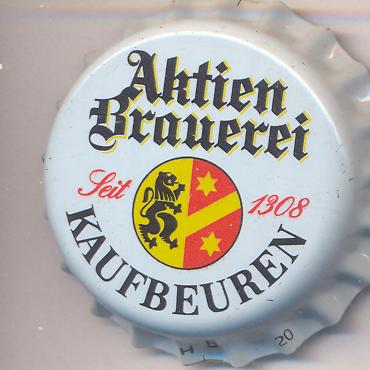 Aktien
Brauerei
Seit 1308
KAUFBEUREN
20